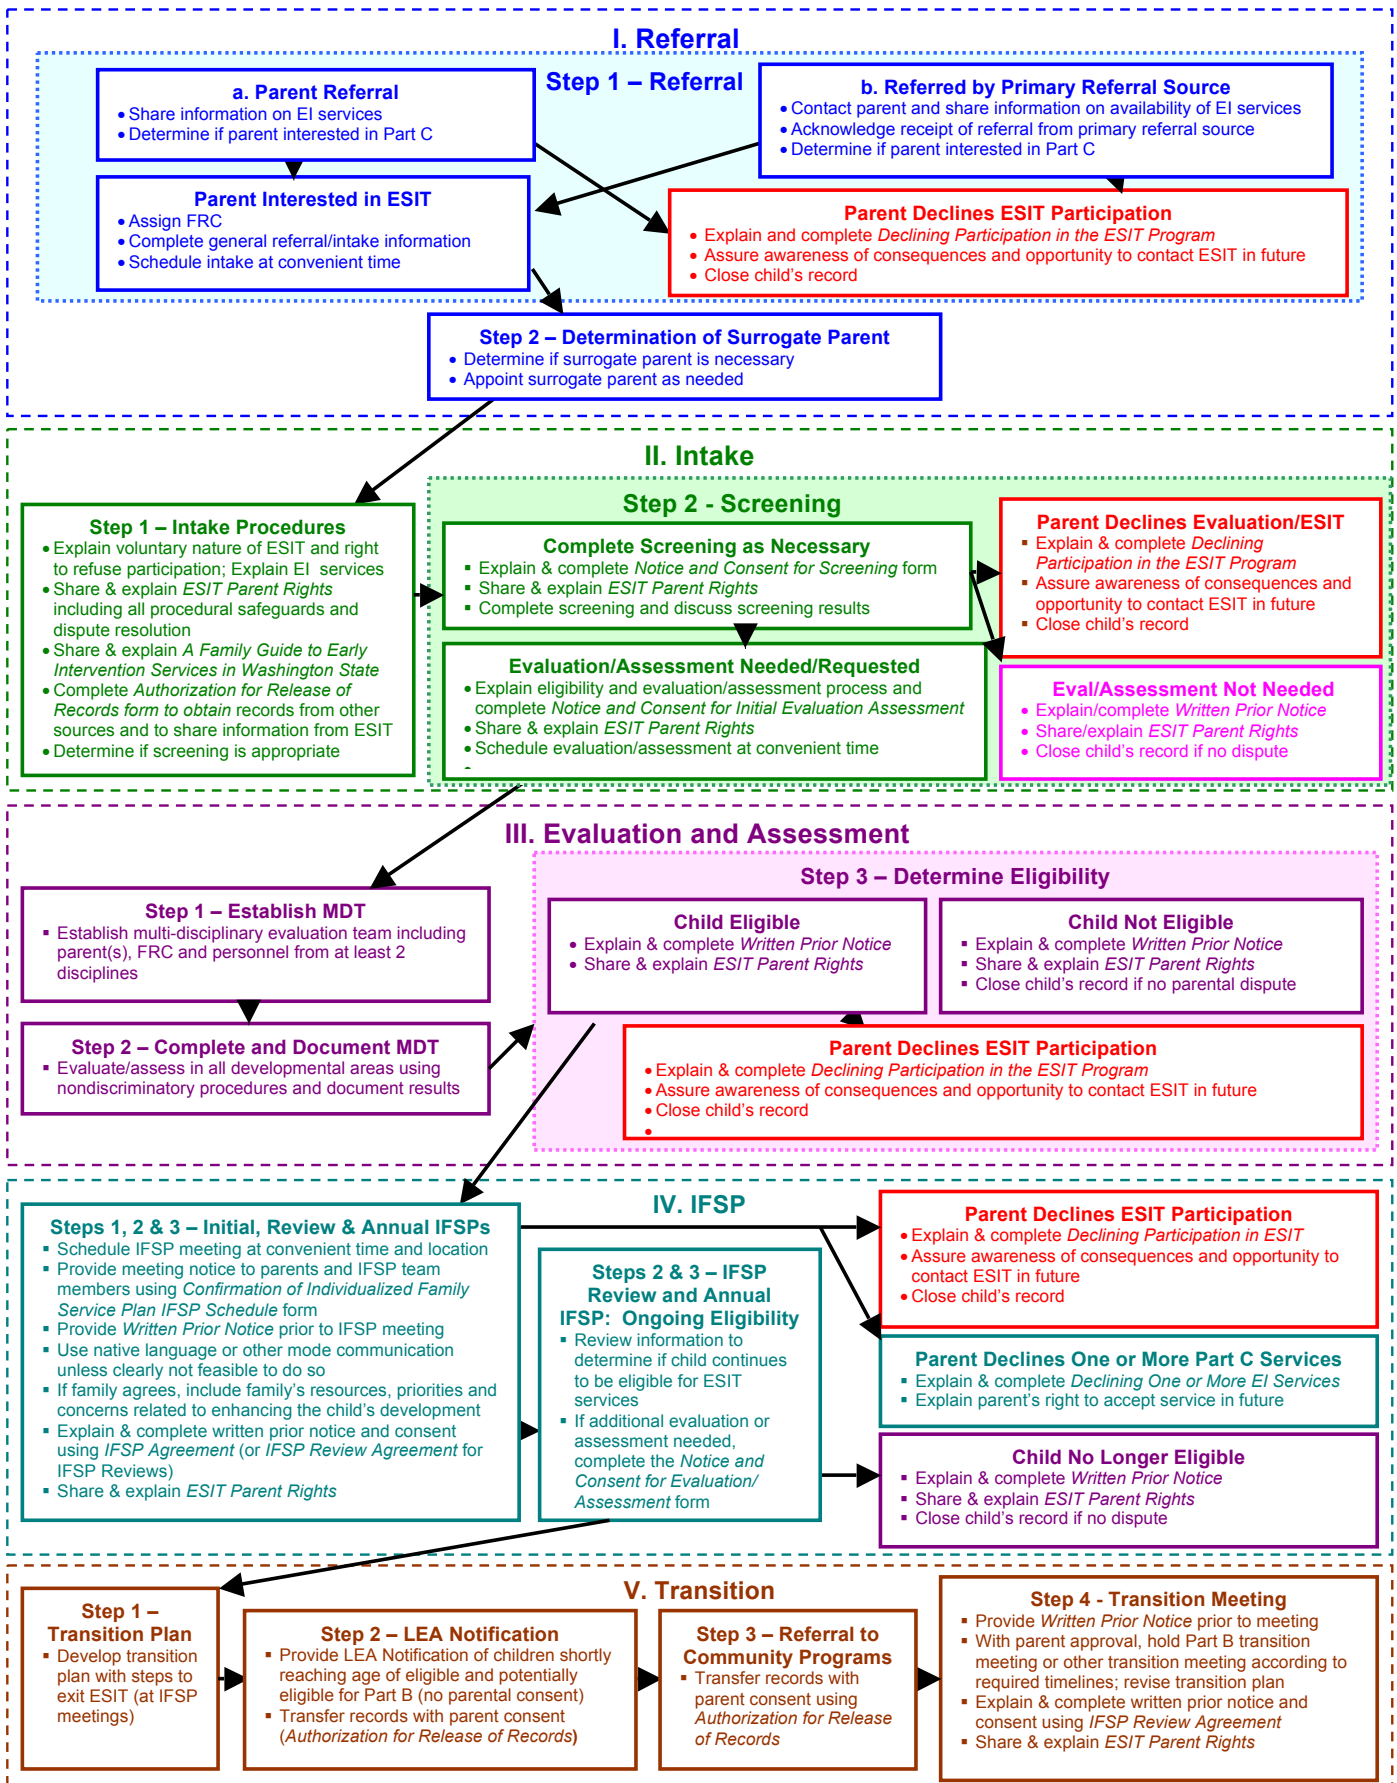 I. Referral
Step 1 – Referral
a. Parent Referral
• Share information on EI services
• Determine if parent interested in Part C
b. Referred by Primary Referral Source
• Contact parent and share information on availability of EI services
• Acknowledge receipt of referral from primary referral source
• Determine if parent interested in Part C
Parent Interested in ESIT
• Assign FRC
• Complete general referral/intake information
• Schedule intake at convenient time
Parent Declines ESIT Participation
• Explain and complete Declining Participation in the ESIT Program
• Assure awareness of consequences and opportunity to contact ESIT in future
• Close child's record
Step 2 – Determination of Surrogate Parent
• Determine if surrogate parent is necessary
• Appoint surrogate parent as needed
II. Intake
Step 1 – Intake Procedures
• Explain voluntary nature of ESIT and right
to refuse participation; Explain EI services
• Share & explain ESIT Parent Rights
including all procedural safeguards and
dispute resolution
• Share & explain A Family Guide to Early
Intervention Services in Washington State
• Complete Authorization for Release of
Records form to obtain records from other
sources and to share information from ESIT
• Determine if screening is appropriate
Step 2 - Screening
Complete Screening as Necessary
▪ Explain & complete Notice and Consent for Screening form
▪ Share & explain ESIT Parent Rights
▪ Complete screening and discuss screening results
Evaluation/Assessment Needed/Requested
• Explain eligibility and evaluation/assessment process and
complete Notice and Consent for Initial Evaluation Assessment
• Share & explain ESIT Parent Rights
• Schedule evaluation/assessment at convenient time
Parent Declines Evaluation/ESIT
▪ Explain & complete Declining
Participation in the ESIT Program
▪ Assure awareness of consequences and
opportunity to contact ESIT in future
▪ Close child's record
Eval/Assessment Not Needed
• Explain/complete Written Prior Notice
• Share/explain ESIT Parent Rights
• Close child's record if no dispute
III. Evaluation and Assessment
Step 1 – Establish MDT
▪ Establish multi-disciplinary evaluation team including
parent(s), FRC and personnel from at least 2
disciplines
Step 2 – Complete and Document MDT
▪ Evaluate/assess in all developmental areas using
nondiscriminatory procedures and document results
Step 3 – Determine Eligibility
Child Eligible
• Explain & complete Written Prior Notice
• Share & explain ESIT Parent Rights
Child Not Eligible
▪ Explain & complete Written Prior Notice
▪ Share & explain ESIT Parent Rights
▪ Close child's record if no parental dispute
Parent Declines ESIT Participation
• Explain & complete Declining Participation in the ESIT Program
• Assure awareness of consequences and opportunity to contact ESIT in future
• Close child's record
•
IV. IFSP
Steps 1, 2 & 3 – Initial, Review & Annual IFSPs
▪ Schedule IFSP meeting at convenient time and location
▪ Provide meeting notice to parents and IFSP team
members using Confirmation of Individualized Family
Service Plan IFSP Schedule form
▪ Provide Written Prior Notice prior to IFSP meeting
▪ Use native language or other mode communication
unless clearly not feasible to do so
▪ If family agrees, include family's resources, priorities and
concerns related to enhancing the child's development
▪ Explain & complete written prior notice and consent
using IFSP Agreement (or IFSP Review Agreement for
IFSP Reviews)
▪ Share & explain ESIT Parent Rights
Steps 2 & 3 – IFSP
Review and Annual
IFSP: Ongoing Eligibility
▪ Review information to
determine if child continues
to be eligible for ESIT
services
▪ If additional evaluation or
assessment needed,
complete the Notice and
Consent for Evaluation/
Assessment form
Parent Declines ESIT Participation
• Explain & complete Declining Participation in ESIT
• Assure awareness of consequences and opportunity to
contact ESIT in future
• Close child's record
Parent Declines One or More Part C Services
▪ Explain & complete Declining One or More EI Services
▪ Explain parent's right to accept service in future
Child No Longer Eligible
▪ Explain & complete Written Prior Notice
▪ Share & explain ESIT Parent Rights
▪ Close child's record if no dispute
V. Transition
Step 1 –
Transition Plan
▪ Develop transition
plan with steps to
exit ESIT (at IFSP
meetings)
Step 2 – LEA Notification
▪ Provide LEA Notification of children shortly
reaching age of eligible and potentially
eligible for Part B (no parental consent)
▪ Transfer records with parent consent
(Authorization for Release of Records)
Step 3 – Referral to
Community Programs
▪ Transfer records with
parent consent using
Authorization for Release
of Records
Step 4 - Transition Meeting
▪ Provide Written Prior Notice prior to meeting
▪ With parent approval, hold Part B transition
meeting or other transition meeting according to
required timelines; revise transition plan
▪ Explain & complete written prior notice and
consent using IFSP Review Agreement
▪ Share & explain ESIT Parent Rights